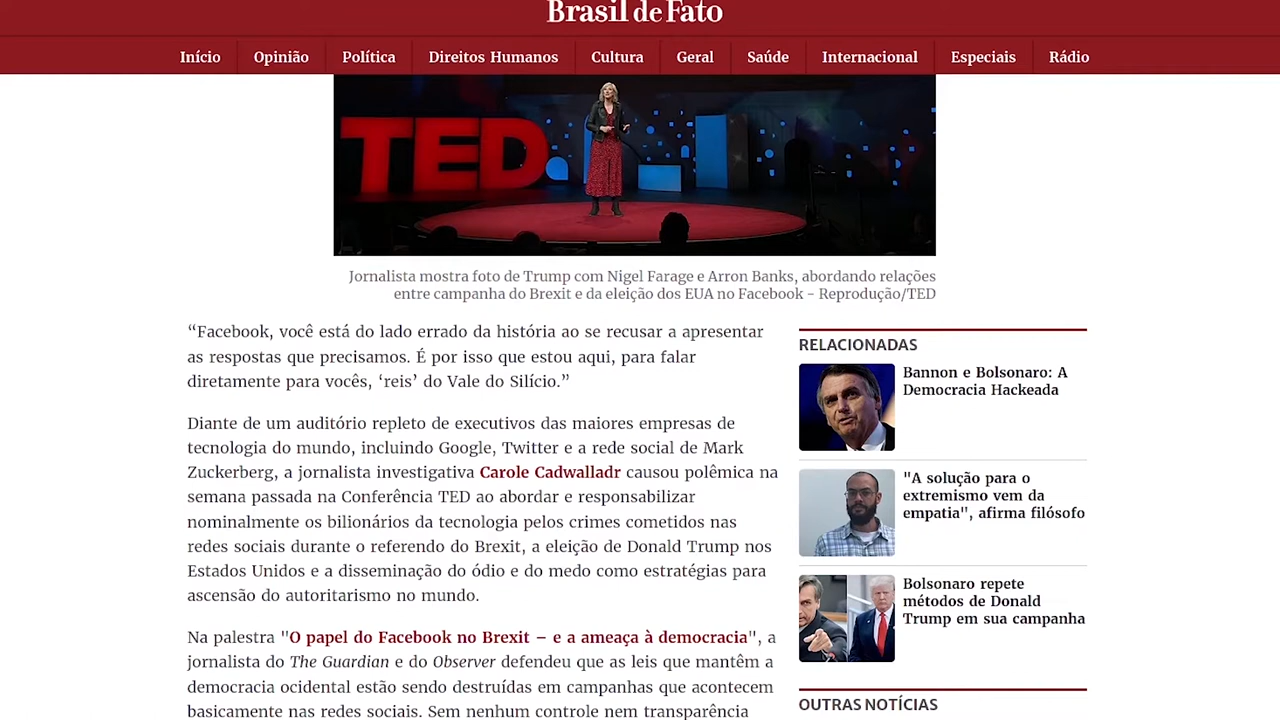 Brasil de Fato
Início
Opinião
Política
Direitos Humanos
Cultura
Geral
Saúde
Internacional
Especiais
Rádio
TED
Jornalista mostra foto de Trump com Nigel Farage e Arron Banks, abordando relações
entre campanha do Brexit e da eleição dos EUA no Facebook - Reprodução/TED
“Facebook, você está do lado errado da história ao se recusar a apresentar
as respostas que precisamos. É por isso que estou aqui, para falar
diretamente para vocês, ‘reis’ do Vale do Silício.”
Diante de um auditório repleto de executivos das maiores empresas de
tecnologia do mundo, incluindo Google, Twitter e a rede social de Mark
Zuckerberg, a jornalista investigativa Carole Cadwalladr causou polêmica na
semana passada na Conferência TED ao abordar e responsabilizar
nominalmente os bilionários da tecnologia pelos crimes cometidos nas
redes sociais durante o referendo do Brexit, a eleição de Donald Trump nos
Estados Unidos e a disseminação do ódio e do medo como estratégias para
ascensão do autoritarismo no mundo.
Na palestra "O papel do Facebook no Brexit – e a ameaça à democracia", a
jornalista do The Guardian e do Observer defendeu que as leis que mantêm a
democracia ocidental estão sendo destruídas em campanhas que acontecem
basicamente nas redes sociais. Sem nenhum controle nem transparência
RELACIONADAS
Bannon e Bolsonaro: A
Democracia Hackeada
"A solução para o
extremismo vem da
empatia", afirma filósofo
Bolsonaro repete
métodos de Donald
Trump em sua campanha
OUTRAS NOTÍCIAS